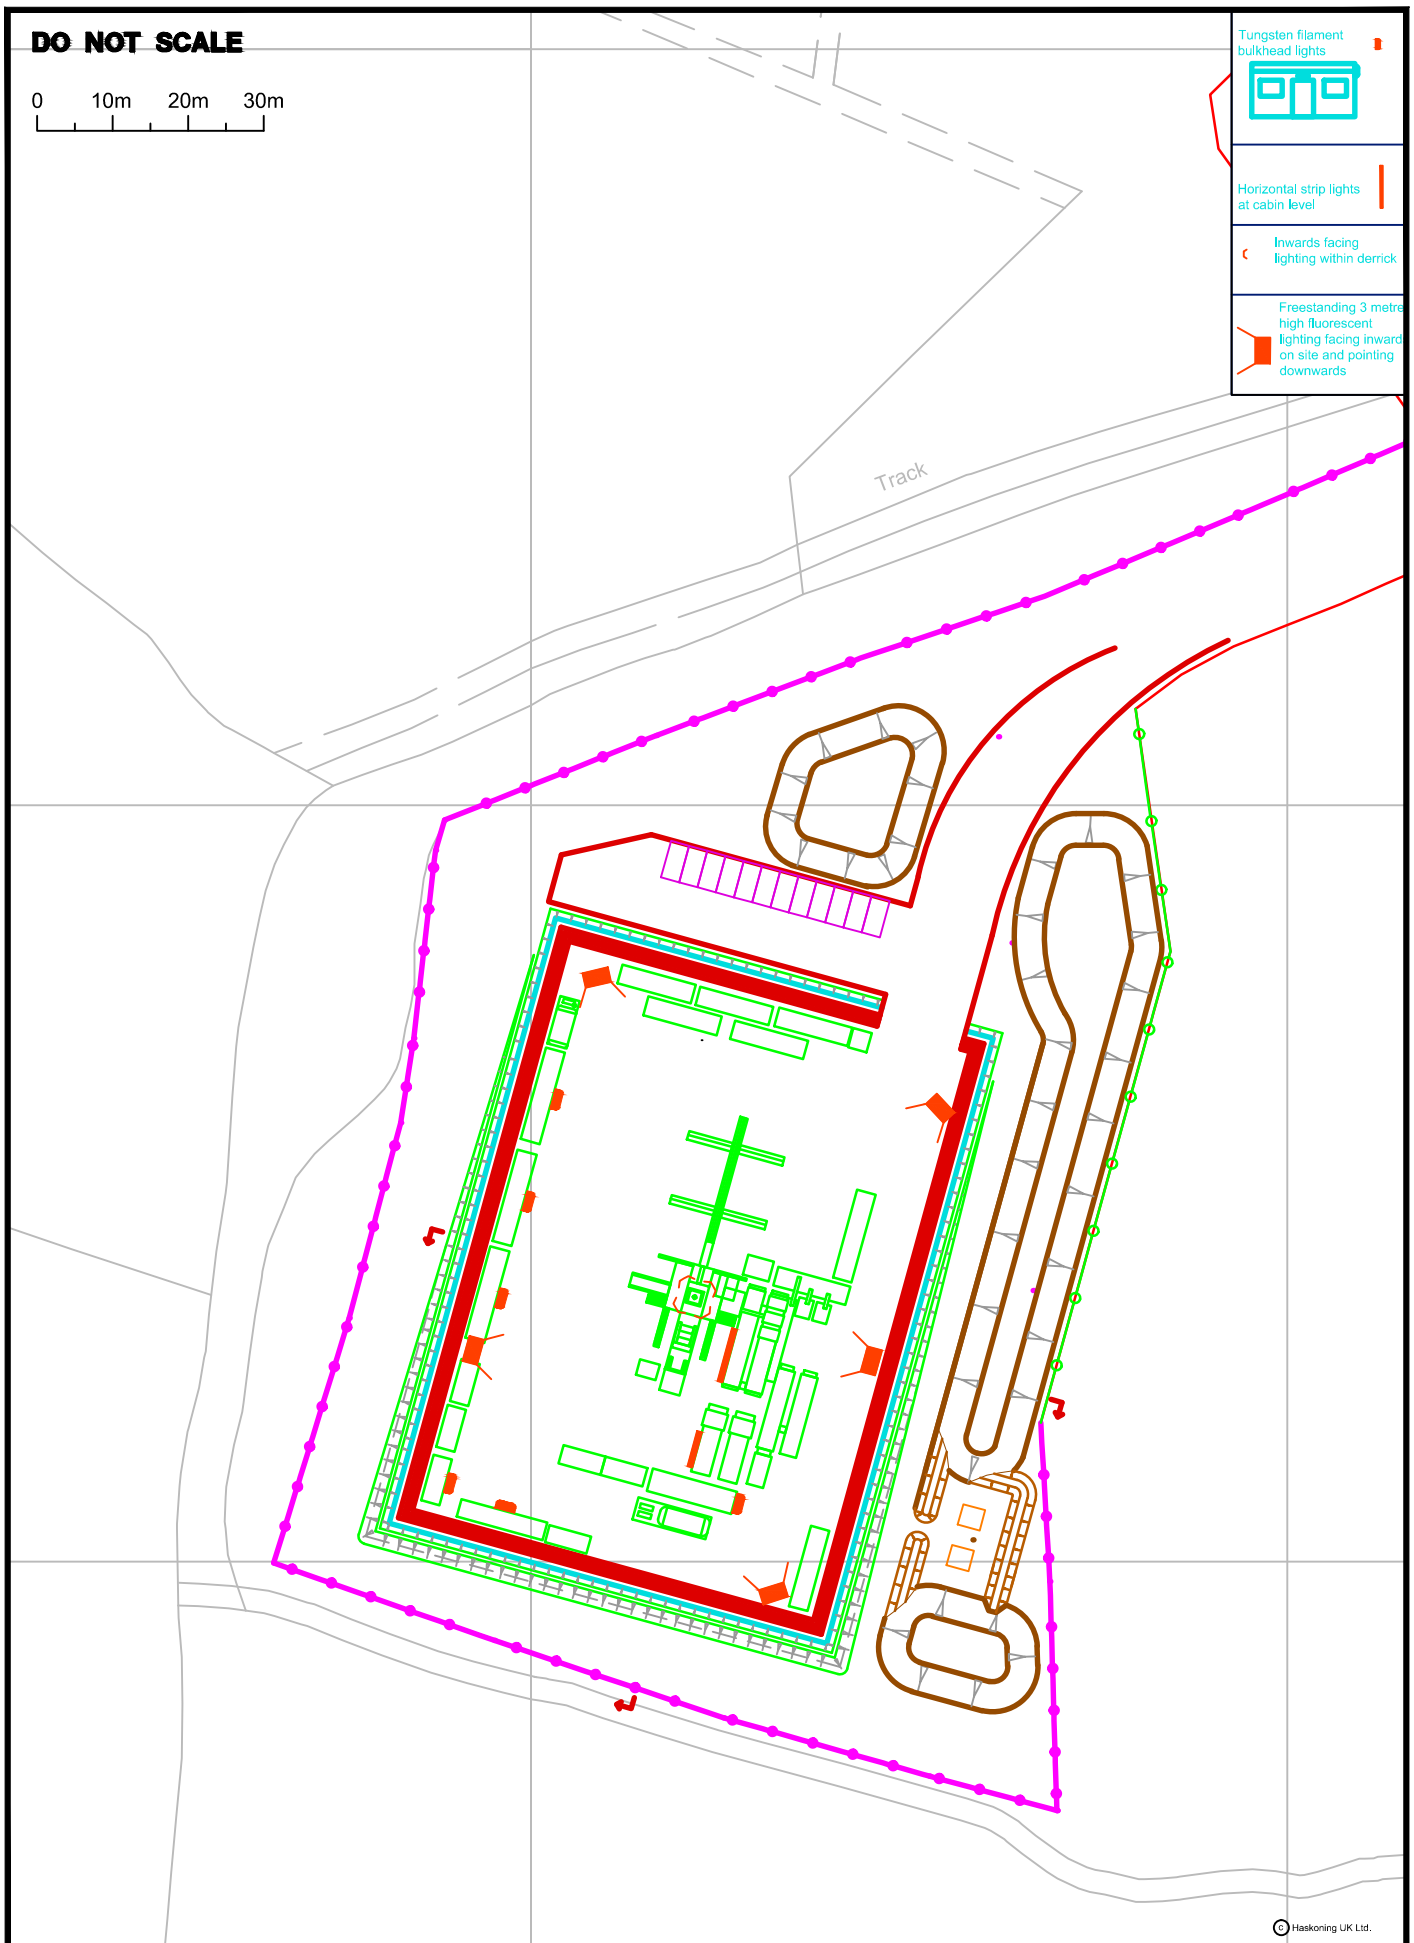 DO NOT SCALE
0 10m 20m 30m
Tungsten filament
bulkhead lights
Horizontal strip lights
at cabin level
Inwards facing
lighting within derrick
Freestanding 3 metre
high fluorescent
lighting facing inward
on site and pointing
downwards
Track
c Haskoning UK Ltd.